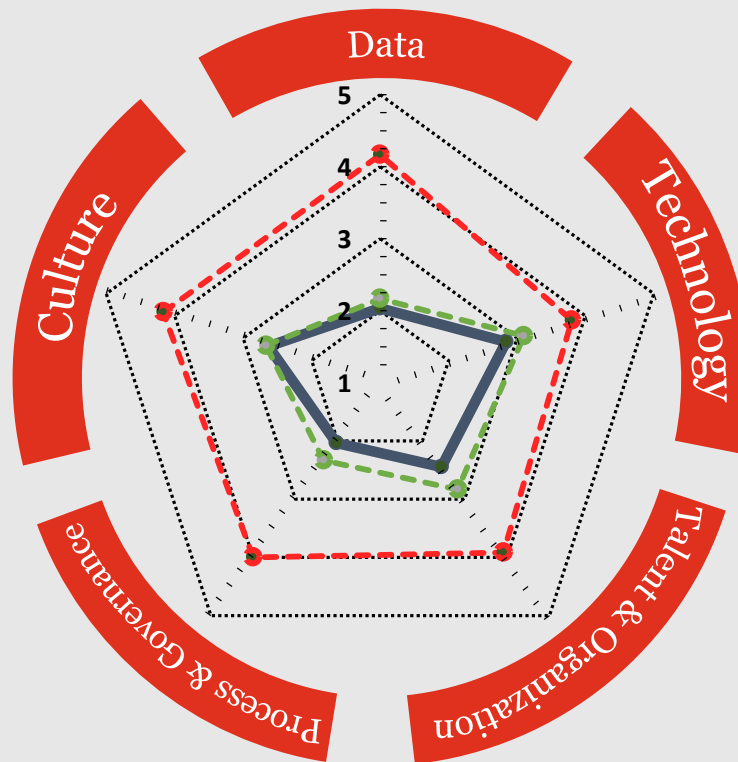 Data
Technology
Talent & Organization
Process & Governance
Culture
5
4
3
2
1